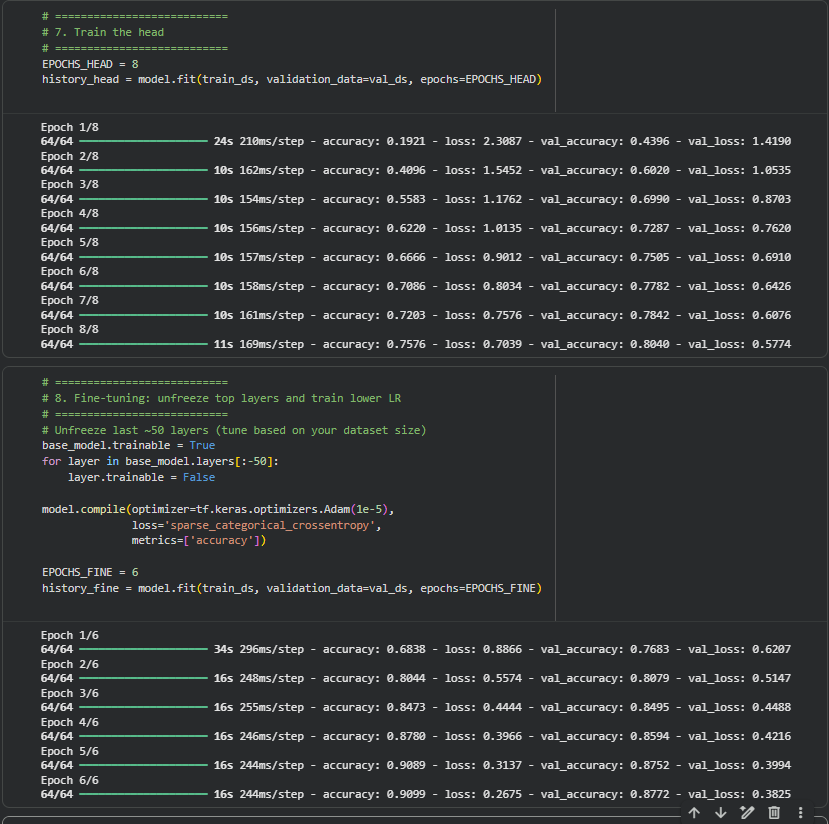 # ===========================
# 7. Train the head
# ===========================
EPOCHS_HEAD = 8
history_head = model.fit(train_ds, validation_data=val_ds, epochs=EPOCHS_HEAD)
Epoch 1/8
64/64 ━━━━━━━━━━━━━━━━━━━━ 24s 210ms/step - accuracy: 0.1921 - loss: 2.3087 - val_accuracy: 0.4396 - val_loss: 1.4190
Epoch 2/8
64/64 ━━━━━━━━━━━━━━━━━━━━ 10s 162ms/step - accuracy: 0.4096 - loss: 1.5452 - val_accuracy: 0.6020 - val_loss: 1.0535
Epoch 3/8
64/64 ━━━━━━━━━━━━━━━━━━━━ 10s 154ms/step - accuracy: 0.5583 - loss: 1.1762 - val_accuracy: 0.6990 - val_loss: 0.8703
Epoch 4/8
64/64 ━━━━━━━━━━━━━━━━━━━━ 10s 156ms/step - accuracy: 0.6220 - loss: 1.0135 - val_accuracy: 0.7287 - val_loss: 0.7620
Epoch 5/8
64/64 ━━━━━━━━━━━━━━━━━━━━ 10s 157ms/step - accuracy: 0.6666 - loss: 0.9012 - val_accuracy: 0.7505 - val_loss: 0.6910
Epoch 6/8
64/64 ━━━━━━━━━━━━━━━━━━━━ 10s 158ms/step - accuracy: 0.7086 - loss: 0.8034 - val_accuracy: 0.7782 - val_loss: 0.6426
Epoch 7/8
64/64 ━━━━━━━━━━━━━━━━━━━━ 10s 161ms/step - accuracy: 0.7203 - loss: 0.7576 - val_accuracy: 0.7842 - val_loss: 0.6076
Epoch 8/8
64/64 ━━━━━━━━━━━━━━━━━━━━ 11s 169ms/step - accuracy: 0.7576 - loss: 0.7039 - val_accuracy: 0.8040 - val_loss: 0.5774
# ===========================
# 8. Fine-tuning: unfreeze top layers and train lower LR
# ===========================
# Unfreeze last ~50 layers (tune based on your dataset size)
base_model.trainable = True
for layer in base_model.layers[:-50]:
    layer.trainable = False
model.compile(optimizer=tf.keras.optimizers.Adam(1e-5),
              loss='sparse_categorical_crossentropy',
              metrics=['accuracy'])
EPOCHS_FINE = 6
history_fine = model.fit(train_ds, validation_data=val_ds, epochs=EPOCHS_FINE)
Epoch 1/6
64/64 ━━━━━━━━━━━━━━━━━━━━ 34s 296ms/step - accuracy: 0.6838 - loss: 0.8866 - val_accuracy: 0.7683 - val_loss: 0.6207
Epoch 2/6
64/64 ━━━━━━━━━━━━━━━━━━━━ 16s 248ms/step - accuracy: 0.8044 - loss: 0.5574 - val_accuracy: 0.8079 - val_loss: 0.5147
Epoch 3/6
64/64 ━━━━━━━━━━━━━━━━━━━━ 16s 255ms/step - accuracy: 0.8473 - loss: 0.4444 - val_accuracy: 0.8495 - val_loss: 0.4488
Epoch 4/6
64/64 ━━━━━━━━━━━━━━━━━━━━ 16s 246ms/step - accuracy: 0.8780 - loss: 0.3966 - val_accuracy: 0.8594 - val_loss: 0.4216
Epoch 5/6
64/64 ━━━━━━━━━━━━━━━━━━━━ 16s 244ms/step - accuracy: 0.9089 - loss: 0.3137 - val_accuracy: 0.8752 - val_loss: 0.3994
Epoch 6/6
64/64 ━━━━━━━━━━━━━━━━━━━━ 16s 244ms/step - accuracy: 0.9099 - loss: 0.2675 - val_accuracy: 0.8772 - val_loss: 0.3825